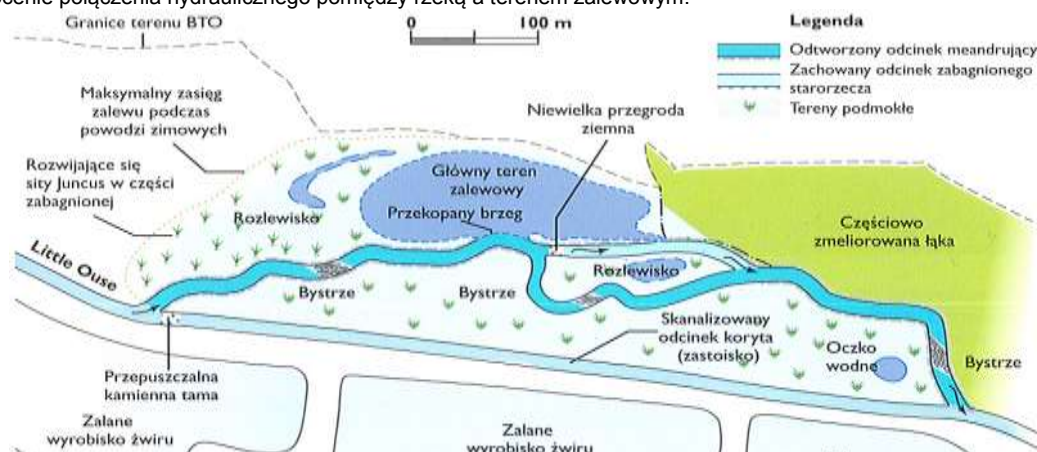 ocenie połączenia hydraulicznego pomiędzy rzeką a terenem zalewowym.
Granice terenu BTO
0 100 m
Legenda
Odtworzony odcinek meandrujący
Zachowany odcinek zabagnionego
starorzecza
Tereny podmokłe
Maksymalny zasięg
zalewu podczas
powodzi zimowych
Niewielka przegroda
ziemna
Rozwijające się
sity Juncus w części
zabagnionej
Główny teren
zalewowy
Przekopany brzeg
Rozlewisko
Częściowo
zmeliorowana łąka
Little Ouse
Rozlewisko
Bystrze
Bystrze
Skanalizowany
odcinek koryta
(zastoisko)
Oczko
wodne
Bystrze
Przepuszczalna
kamienna tama
Zalane
wyrobisko żwiru
Zalane
wyrobisko żwiru